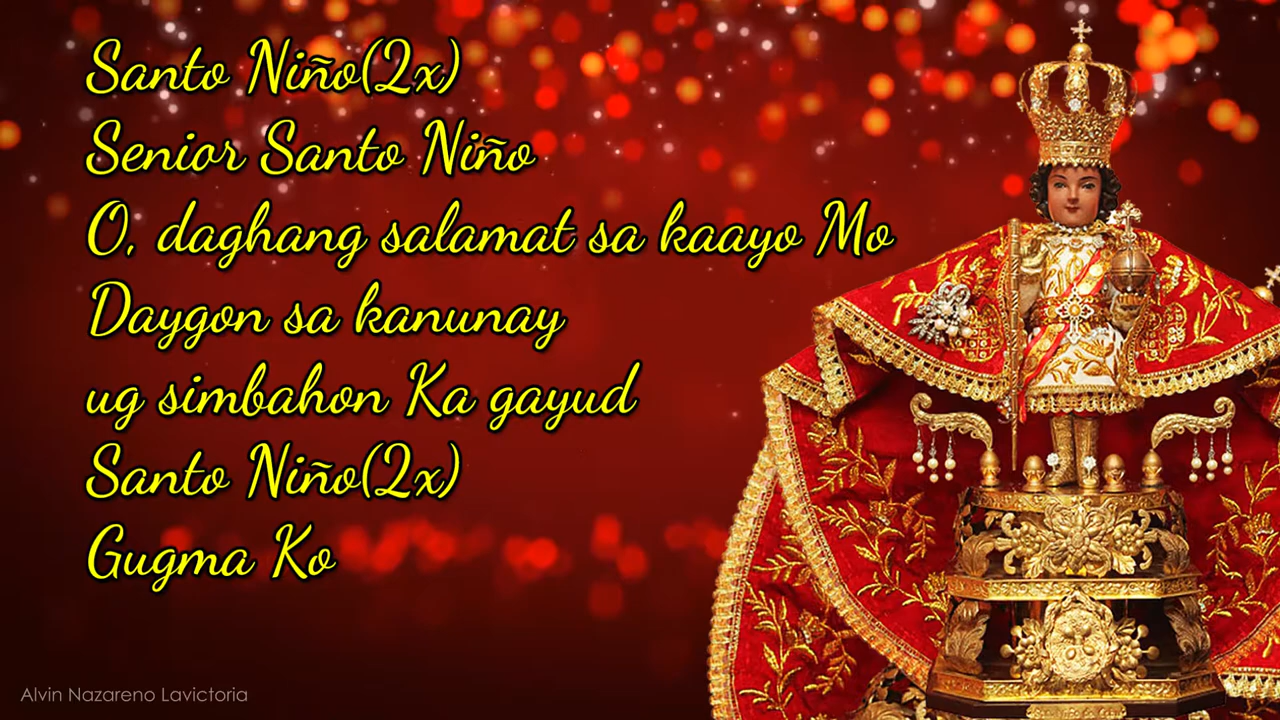 Santo Niño(2x)
Senior Santo Niño
O, daghang salamat sa kaayo Mo
Daygon sa kanunay
ug simbahon Ka gayud
Santo Niño(2x)
Gugma Ko
Alvin Nazareno Lavictoria